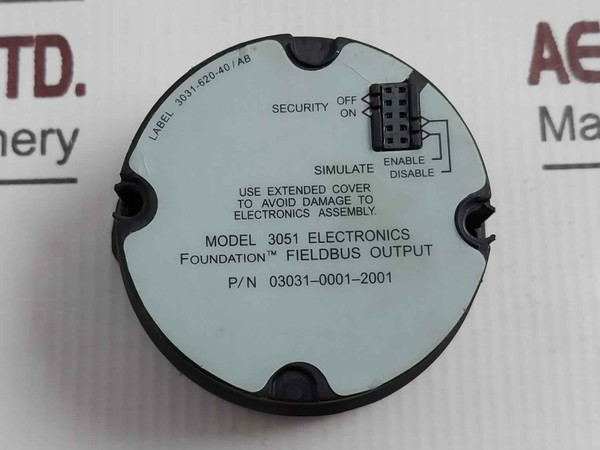 LTD.
nery
AE
Ma
LABEL 3031-620-40/AB
SECURITY OFF
ON
SIMULATE ENABLE
DISABLE
USE EXTENDED COVER
TO AVOID DAMAGE TO
ELECTRONICS ASSEMBLY.
MODEL 3051 ELECTRONICS
FOUNDATION™ FIELDBUS OUTPUT
P/N 03031-0001-2001